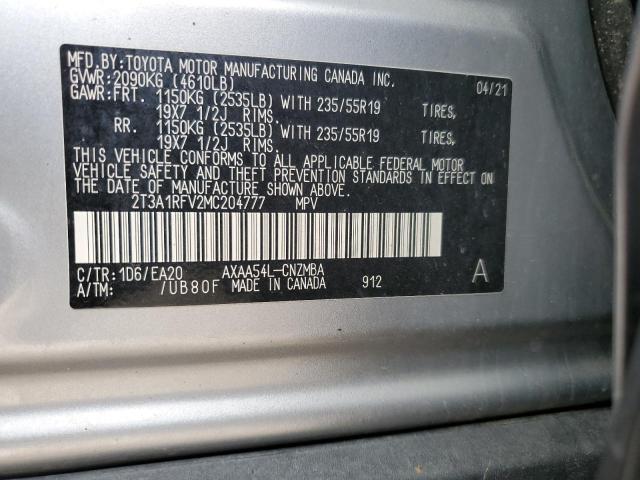 MFD.BY:TOYOTA MOTOR MANUFACTURING CANADA INC.
GVWR:2090KG (4610LB) 04/21
GAWR:FRT. 1150KG (2535LB) WITH 235/55R19 TIRES,
19X7 1/2J RIMS.
RR. 1150KG (2535LB) WITH 235/55R19 TIRES,
19X7 1/2J RIMS.
THIS VEHICLE CONFORMS TO ALL APPLICABLE FEDERAL MOTOR
VEHICLE SAFETY AND THEFT PREVENTION STANDARDS IN EFFECT ON
THE DATE OF MANUFACTURE SHOWN ABOVE.
2T3A1RFV2MC204777 MPV
C/TR:1D6/EA20 AXAA54L-CNZMBA A
A/TM: /UB80F MADE IN CANADA 912